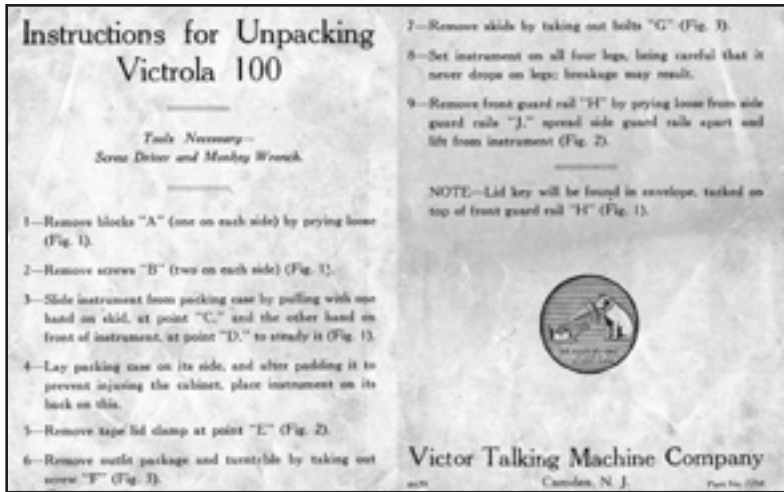 Instructions for Unpacking
Victrola 100
Tools Necessary—
Screw Driver and Monkey Wrench.
1—Remove blocks "A" (one on each side) by prying loose
(Fig. 1).
2—Remove screws "B" (two on each side) (Fig. 1).
3—Slide instrument from packing case by pulling with one
hand on skid, at point "C," and the other hand on
front of instrument, at point "D," to steady it (Fig. 1).
4—Lay packing case on its side, and after padding it to
prevent injuring the cabinet, place instrument on its
back on this.
5—Remove tape lid clamp at point "E" (Fig. 2).
6—Remove outfit package and turntable by taking out
screw "F" (Fig. 3).
7—Remove skids by taking out bolts "G" (Fig. 3).
8—Set instrument on all four legs, being careful that it
never drops on legs; breakage may result.
9—Remove front guard rail "H" by prying loose from side
guard rails "J," spread side guard rails apart and
lift from instrument (Fig. 2).
NOTE—Lid key will be found in envelope, tacked on
top of front guard rail "H" (Fig. 1).
Victor Talking Machine Company
Camden, N. J.